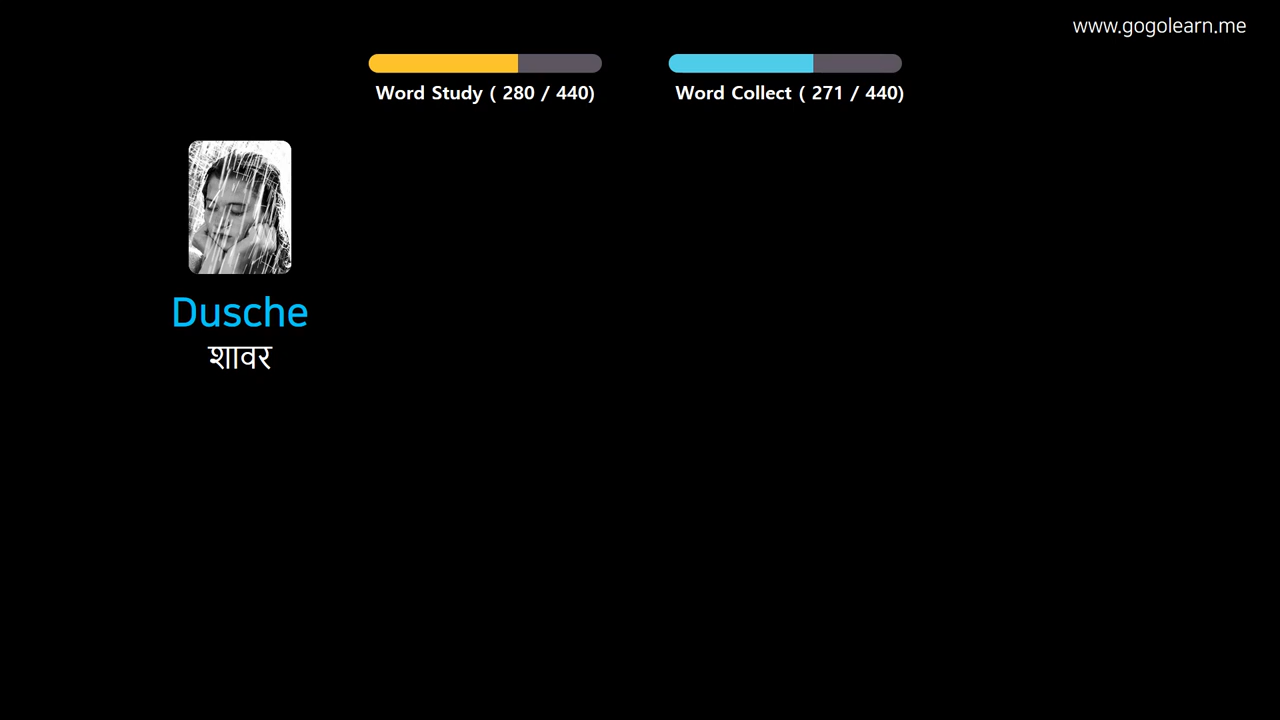 www.gogolearn.me
Word Study ( 280 / 440)
Word Collect ( 271 / 440)
Dusche
शावर